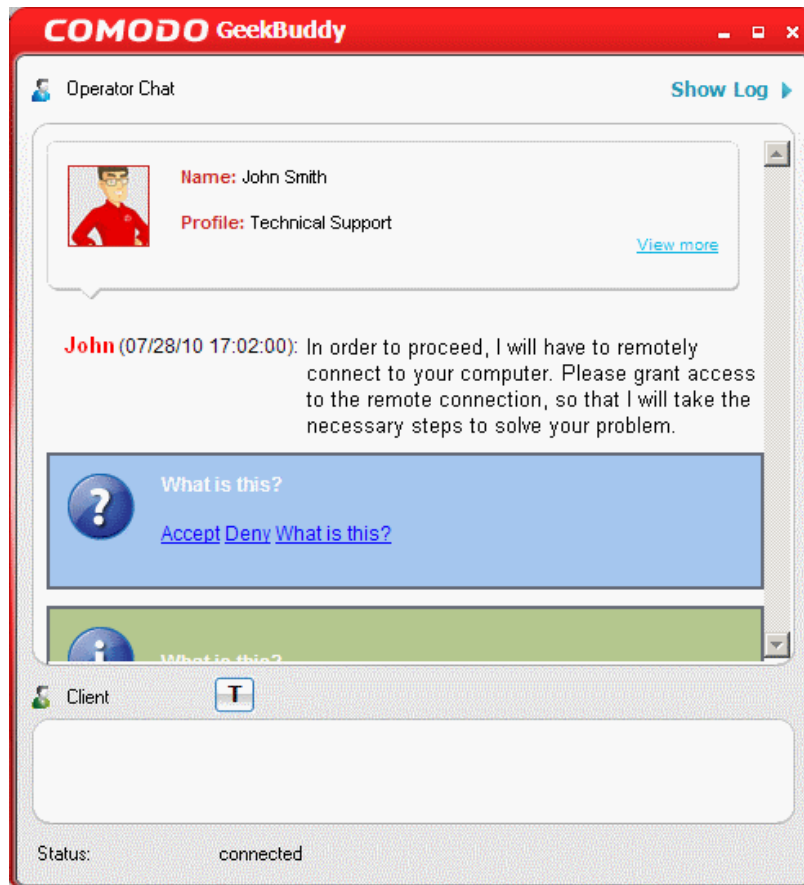 COMODO GeekBuddy
Operator Chat
Show Log
Name: John Smith
Profile: Technical Support
View more
John (07/28/10 17:02:00): In order to proceed, I will have to remotely
connect to your computer. Please grant access
to the remote connection, so that I will take the
necessary steps to solve your problem.
?
What is this?
Accept Deny What is this?
i
What is this?
Client
T
Status: connected